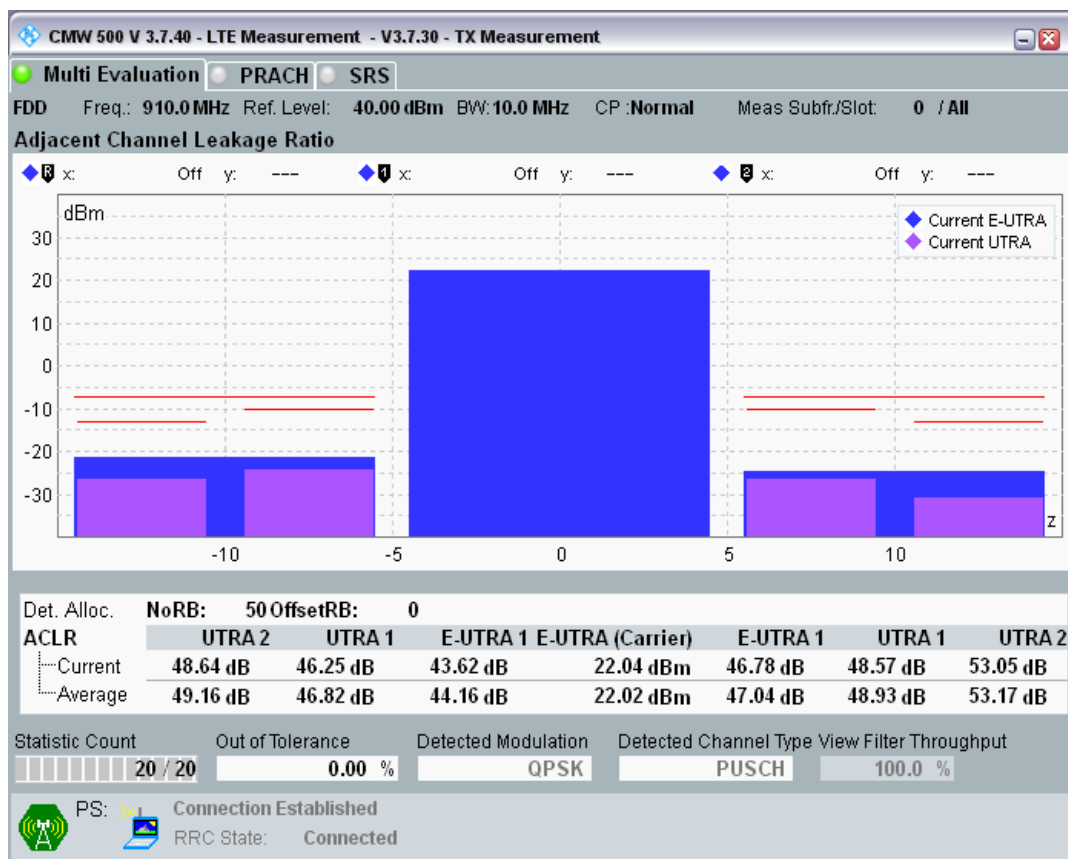 CMW 500 V 3.7.40 - LTE Measurement - V3.7.30 - TX Measurement
Multi Evaluation PRACH SRS
FDD Freq.: 910.0 MHz Ref. Level: 40.00 dBm BW: 10.0 MHz CP :Normal Meas Subfr./Slot: 0 / All
Adjacent Channel Leakage Ratio
R x: Off y: --- 1 x: Off y: --- 2 x: Off y: ---
dBm
Current E-UTRA
Current UTRA
30
20
10
0
-10
-20
-30
z
-10 -5 0 5 10
Det. Alloc. NoRB: 50 OffsetRB: 0
ACLR UTRA 2 UTRA 1 E-UTRA 1 E-UTRA (Carrier) E-UTRA 1 UTRA 1 UTRA 2
Current 48.64 dB 46.25 dB 43.62 dB 22.04 dBm 46.78 dB 48.57 dB 53.05 dB
Average 49.16 dB 46.82 dB 44.16 dB 22.02 dBm 47.04 dB 48.93 dB 53.17 dB
Statistic Count Out of Tolerance Detected Modulation Detected Channel Type View Filter Throughput
20 / 20 0.00 % QPSK PUSCH 100.0 %
PS: Connection Established
RRC State: Connected